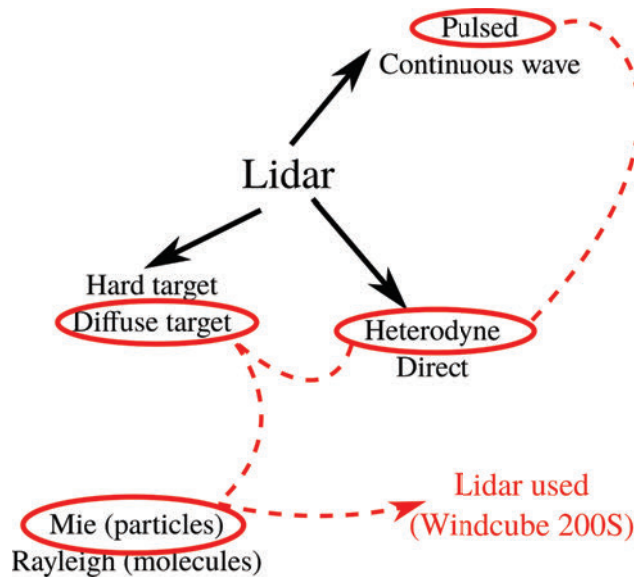 Pulsed
Continuous wave
Lidar
Hard target
Diffuse target
Heterodyne
Direct
Lidar used
(Windcube 200S)
Mie (particles)
Rayleigh (molecules)